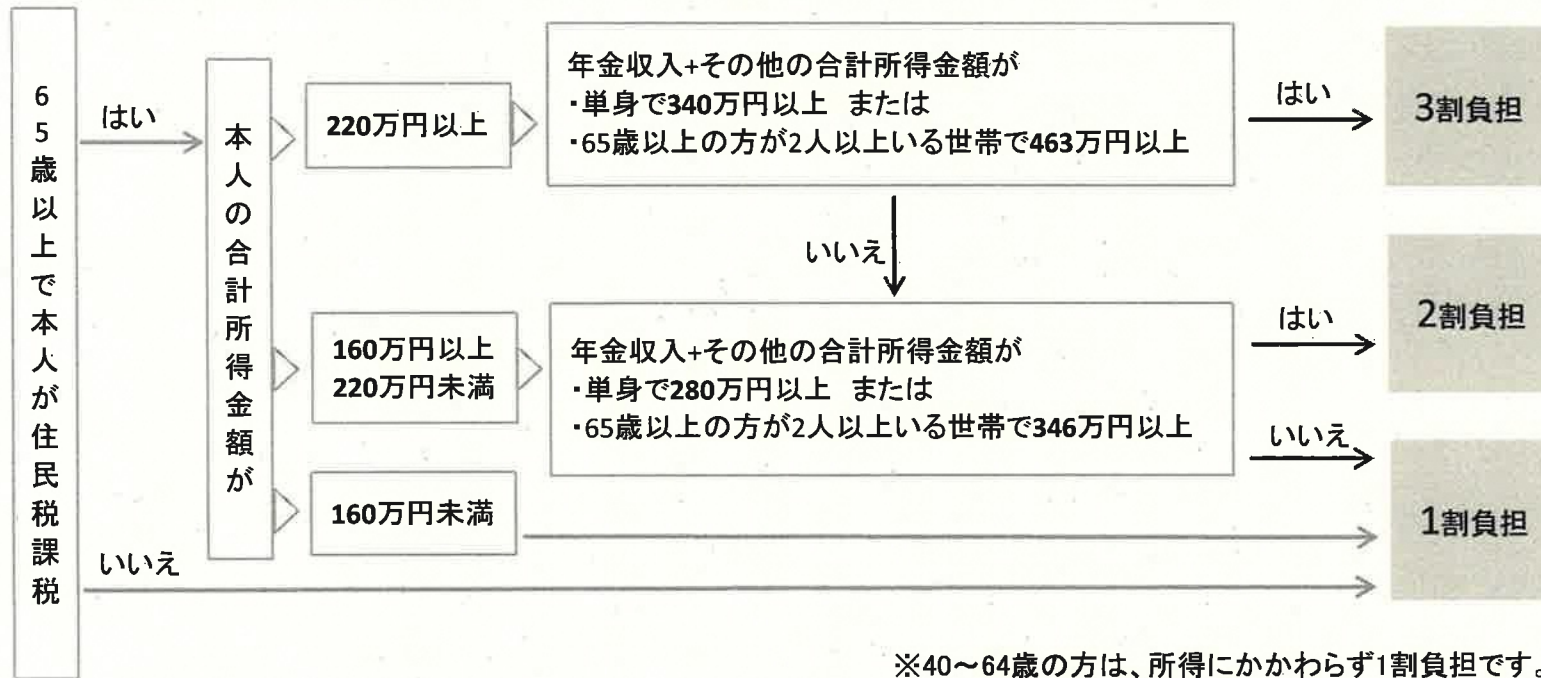 65歳以上で本人が住民税課税
はい
本人の合計所得金額が
220万円以上
年金収入+その他の合計所得金額が
・単身で340万円以上 または
・65歳以上の方が2人以上いる世帯で463万円以上
はい
3割負担
いいえ
160万円以上
220万円未満
年金収入+その他の合計所得金額が
・単身で280万円以上 または
・65歳以上の方が2人以上いる世帯で346万円以上
はい
2割負担
いいえ
160万円未満
1割負担
いいえ
※40～64歳の方は、所得にかかわらず1割負担です。